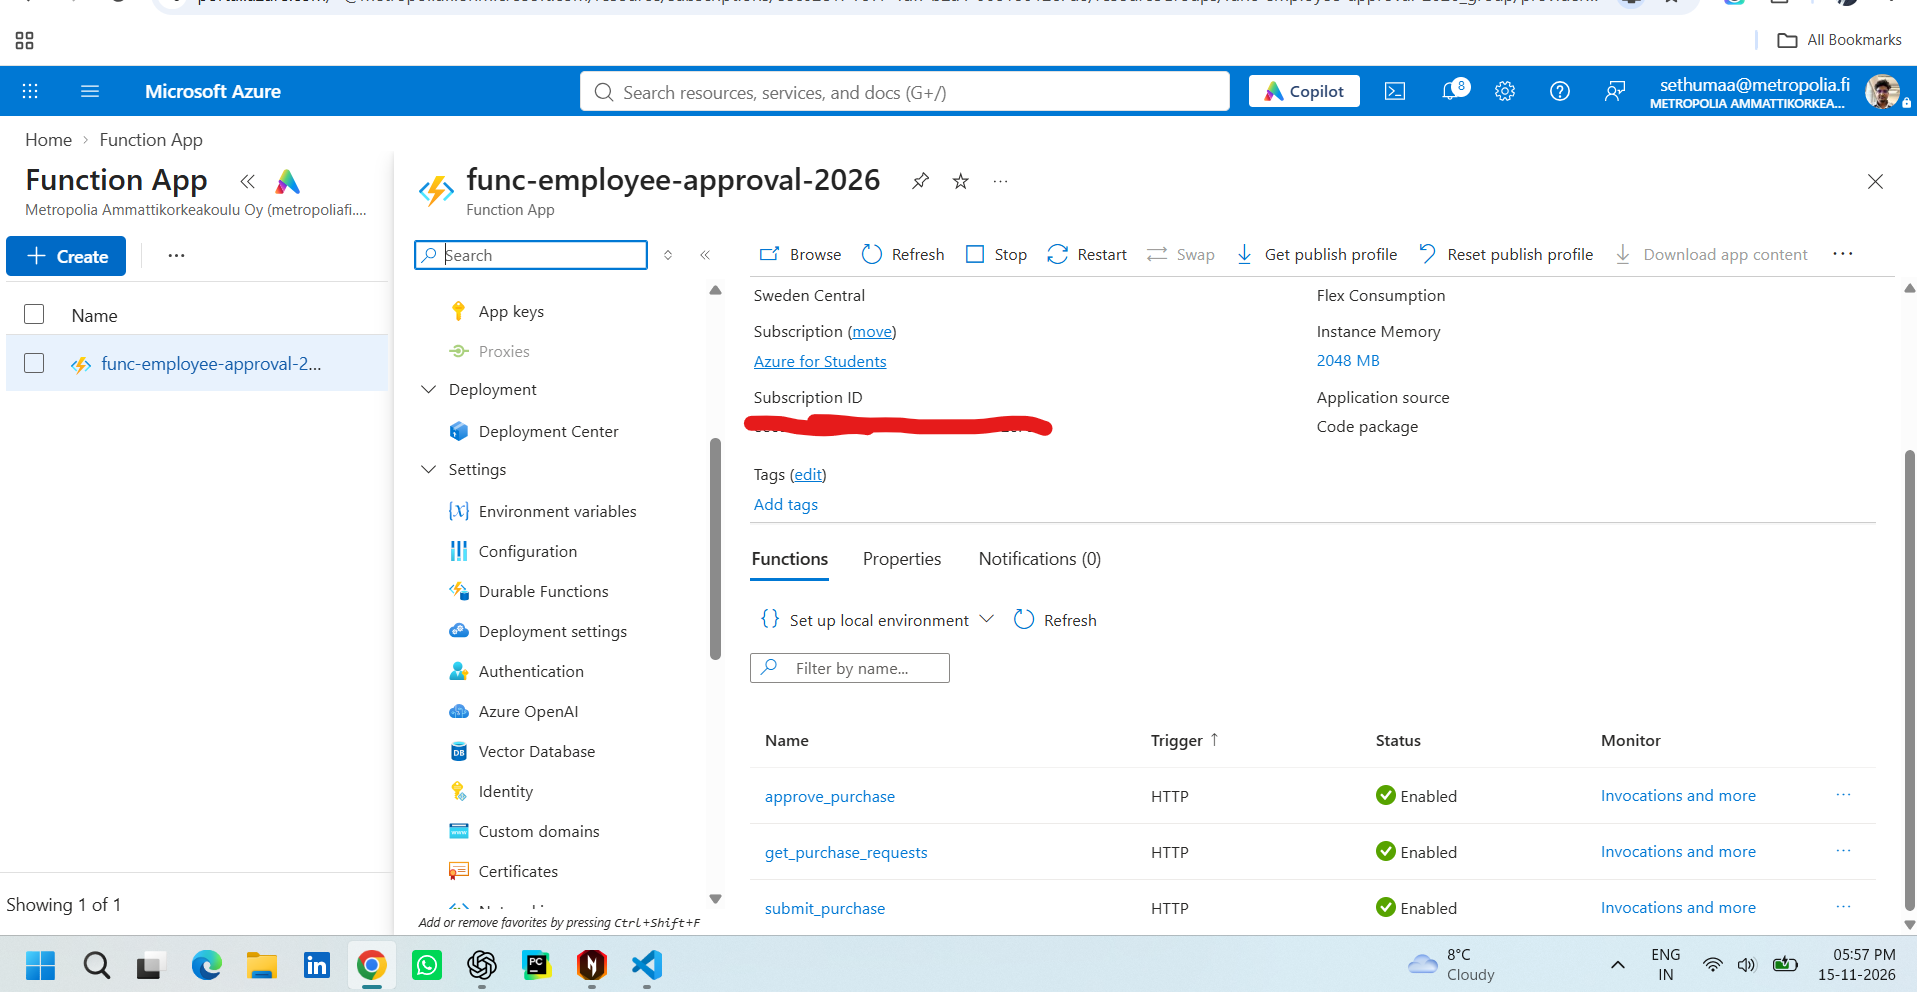 All Bookmarks
Microsoft Azure
Search resources, services, and docs (G+/)
Copilot
8
sethumaa@metropolia.fi
METROPOLIA AMMATTIKORKEA...
Home
Function App
Function App
Metropolia Ammattikorkeakoulu Oy (metropoliafi....
Create
...
Name
func-employee-approval-2...
Showing 1 of 1
func-employee-approval-2026
...
Function App
Search
App keys
Proxies
Deployment
Deployment Center
Settings
Environment variables
Configuration
Durable Functions
Deployment settings
Authentication
Azure OpenAI
Vector Database
Identity
Custom domains
Certificates
Add or remove favorites by pressing Ctrl+Shift+F
Browse
Refresh
Stop
Restart
Swap
Get publish profile
Reset publish profile
Download app content
...
Sweden Central
Flex Consumption
Subscription (move)
Instance Memory
Azure for Students
2048 MB
Subscription ID
Application source
Code package
Tags (edit)
Add tags
Functions
Properties
Notifications (0)
{} Set up local environment
Refresh
Filter by name...
Name Trigger ↑ Status Monitor
approve_purchase HTTP Enabled Invocations and more ...
get_purchase_requests HTTP Enabled Invocations and more ...
submit_purchase HTTP Enabled Invocations and more ...
8°C
Cloudy
ENG
IN
05:57 PM
15-11-2026